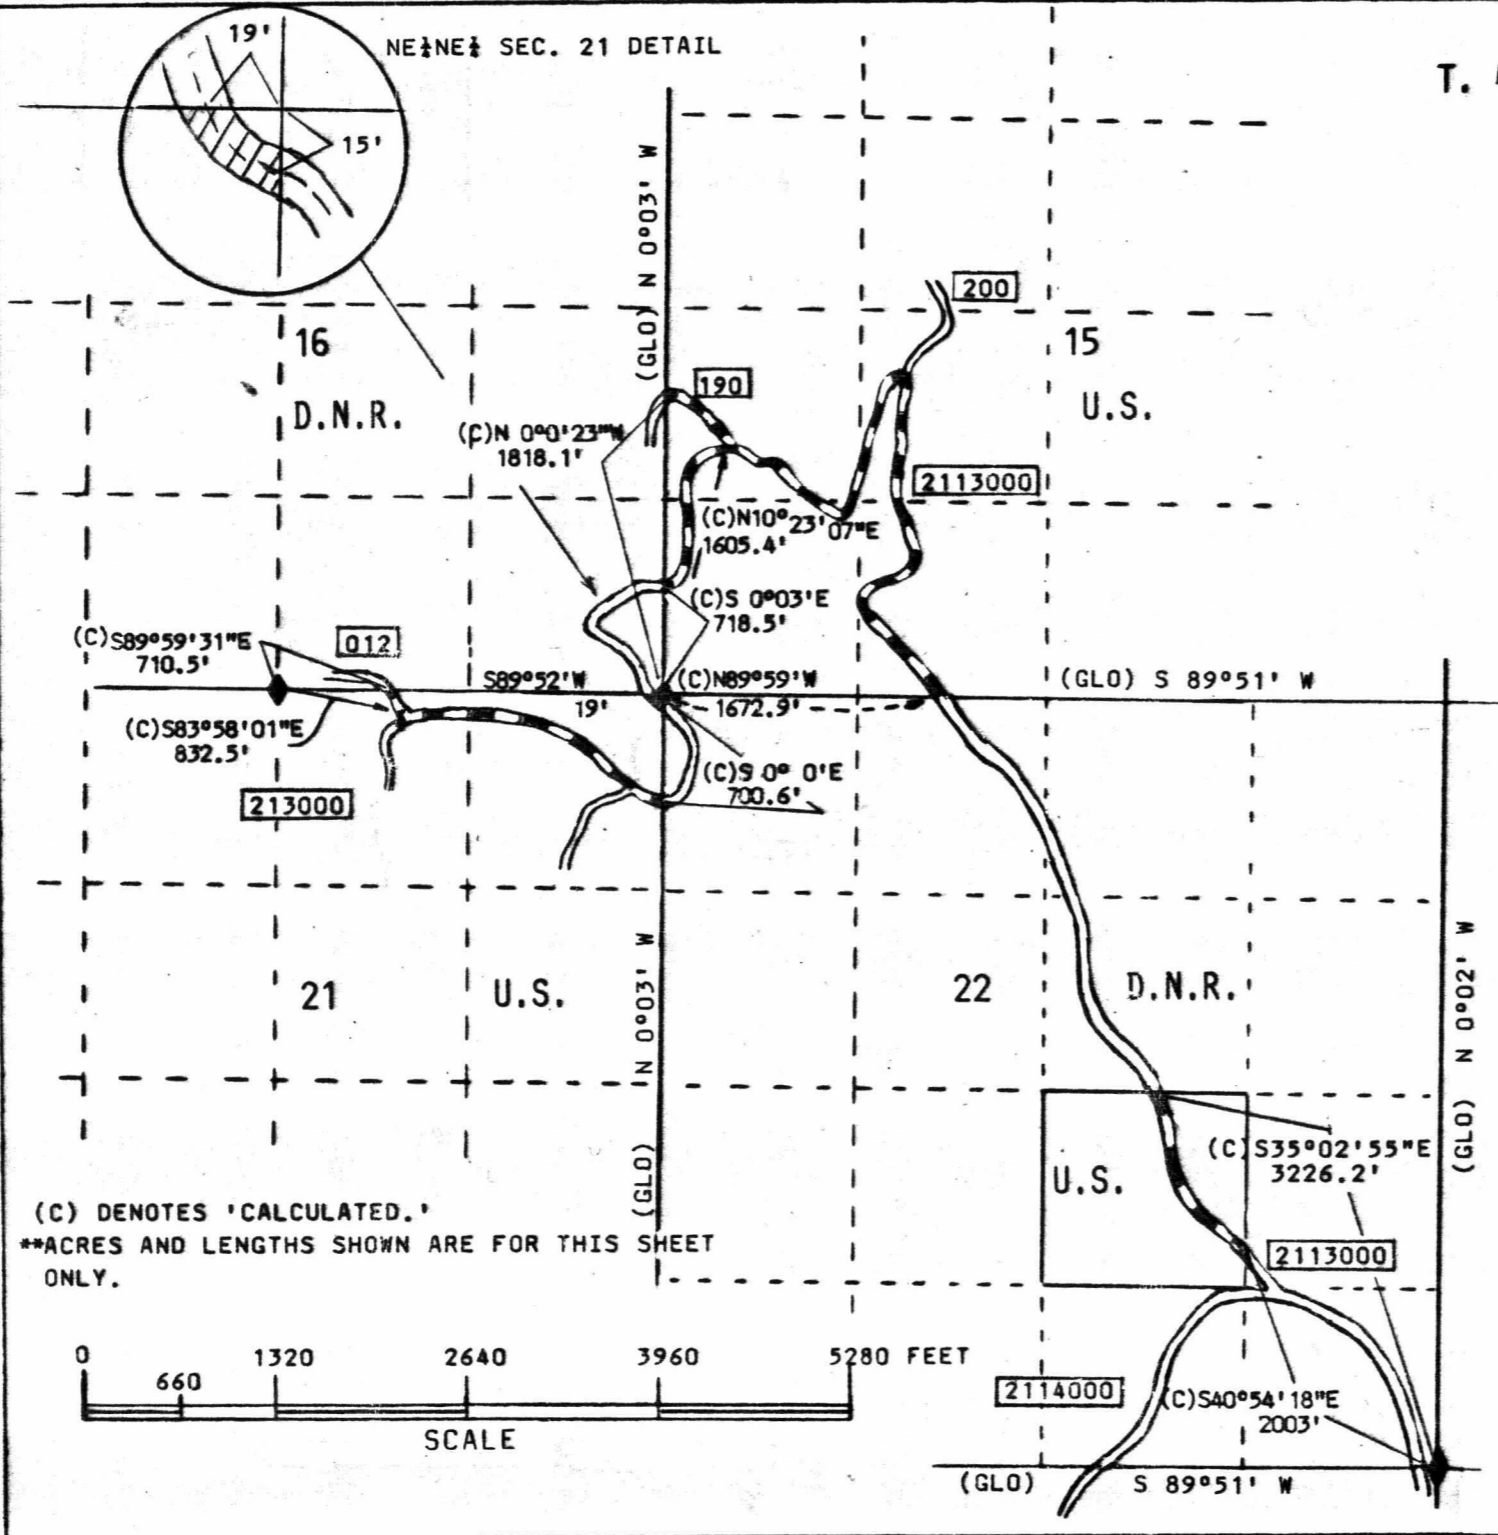 19'
NE¼NE¼ SEC. 21 DETAIL
T.
15'
(GLO) N 0°03' W
200
16
15
D.N.R.
190
U.S.
(C)N 0°0'23"W
1818.1'
2113000
(C)N10°23'07"E
1605.4'
(C)S 0°03'E
718.5'
(C)S89°59'31"E
710.5'
012
S89°52'W
19'
(C)N89°59'W
1672.9'
(GLO) S 89°51' W
(C)S83°58'01"E
832.5'
(C)S 0° 0'E
700.6'
213000
21
U.S.
(GLO) N 0°03' W
22
D.N.R.
(GLO) N 0°02' W
U.S.
(C)S35°02'55"E
3226.2'
(C) DENOTES 'CALCULATED.'
**ACRES AND LENGTHS SHOWN ARE FOR THIS SHEET
ONLY.
2113000
0 1320 2640 3960 5280 FEET
660
SCALE
2114000
(C)S40°54'18"E
2003'
(GLO) S 89°51' W